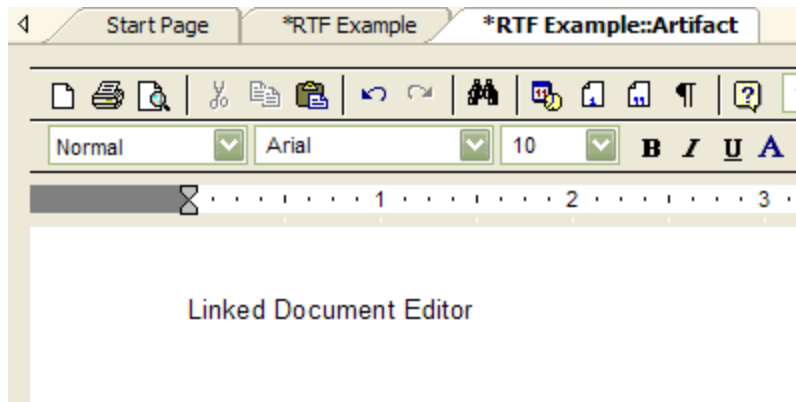 Start Page *RTF Example *RTF Example::Artifact
Normal Arial 10 B I U A
1 2 3
Linked Document Editor